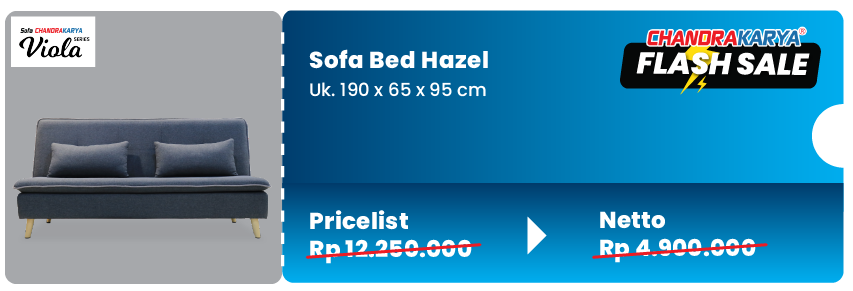 Sofa CHANDRAKARYA
Viola SERIES
Sofa Bed Hazel
Uk. 190 x 65 x 95 cm
CHANDRAKARYA®
FLASH SALE
Pricelist
Rp 12.250.000
Netto
Rp 4.900.000